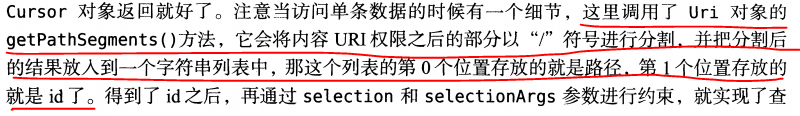 Cursor 对象返回就好了。注意当访问单条数据的时候有一个细节，这里调用了 Uri 对象的
getPathSegments()方法，它会将内容 URI 权限之后的部分以“/”符号进行分割，并把分割后
的结果放入到一个字符串列表中，那这个列表的第 0 个位置存放的就是路径，第 1 个位置存放的
就是 id 了。得到了 id 之后，再通过 selection 和 selectionArgs 参数进行约束，就实现了查